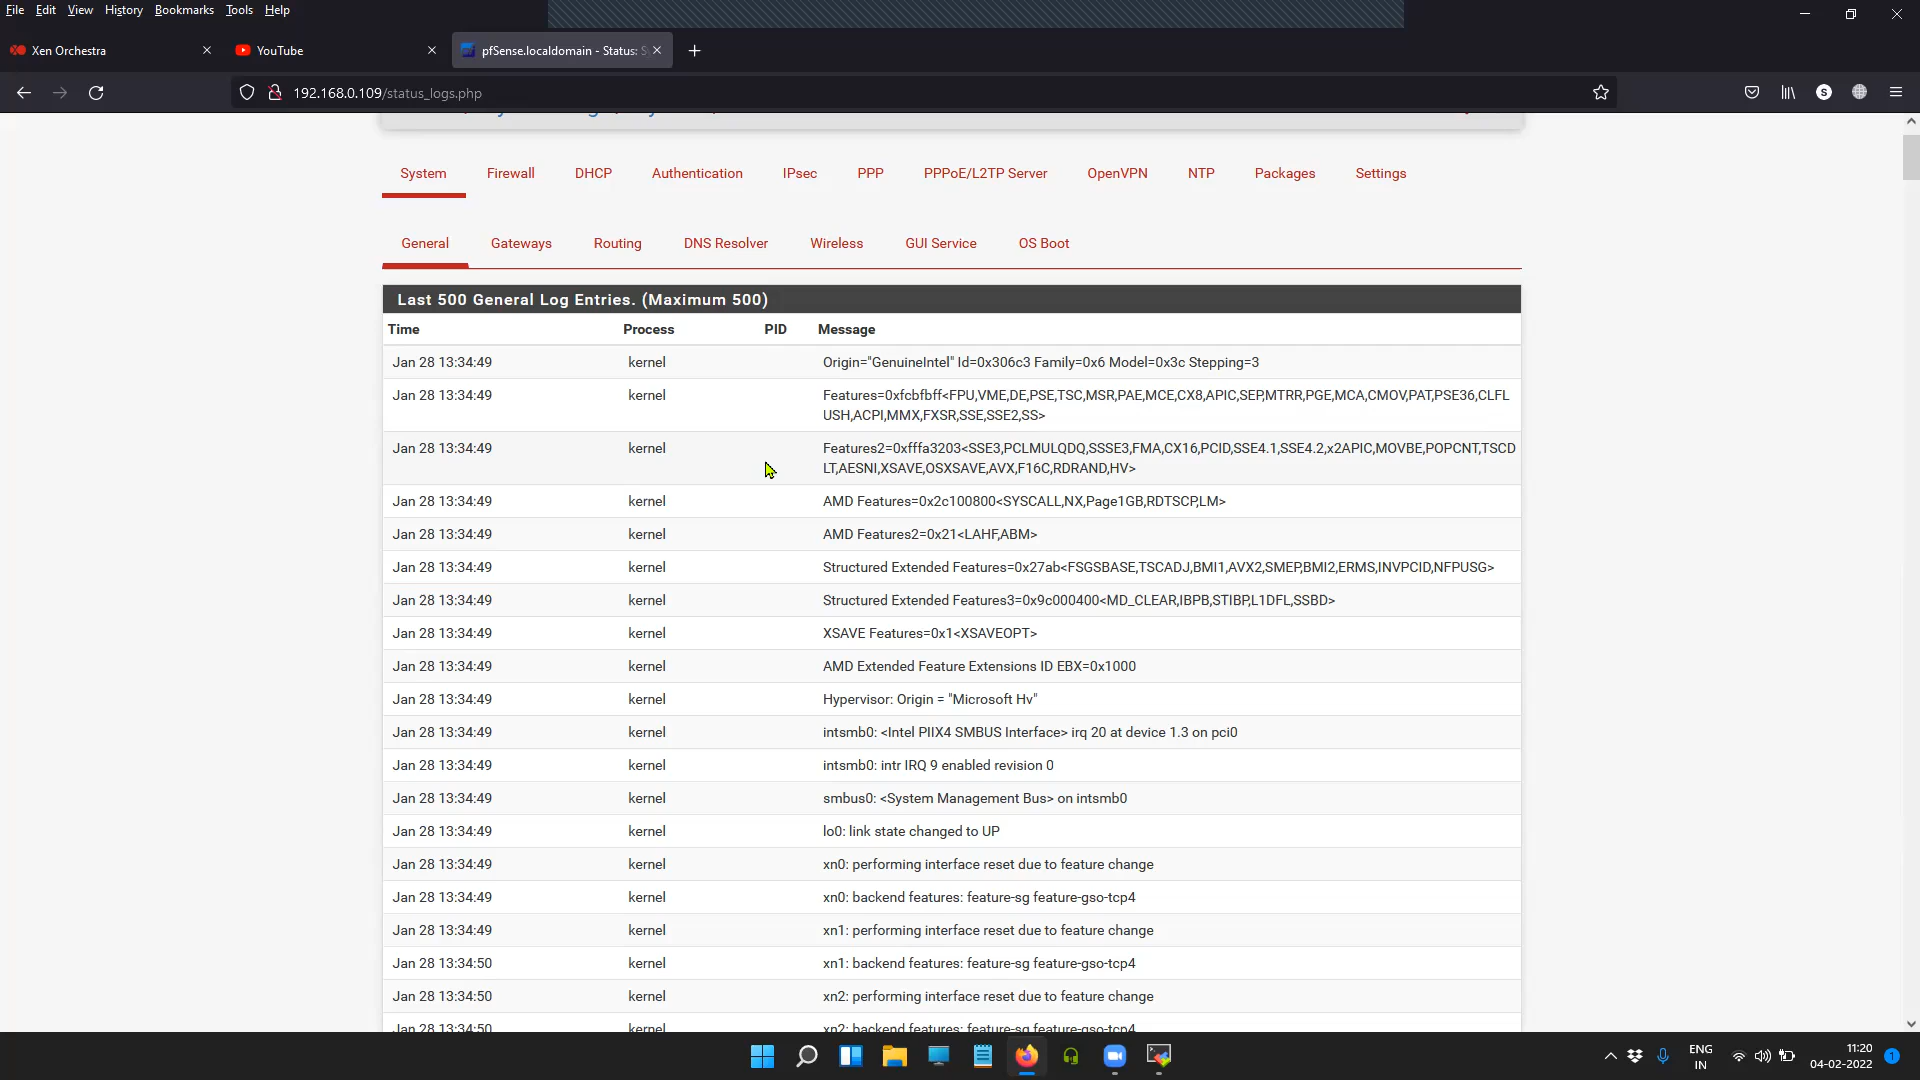 File Edit View History Bookmarks Tools Help
Xen Orchestra
YouTube
pfSense.localdomain - Status: S
192.168.0.109/status_logs.php
S
System Firewall DHCP Authentication IPsec PPP PPPoE/L2TP Server OpenVPN NTP Packages Settings
General Gateways Routing DNS Resolver Wireless GUI Service OS Boot
Last 500 General Log Entries. (Maximum 500)
Time Process PID Message
Jan 28 13:34:49 kernel Origin="GenuineIntel" Id=0x306c3 Family=0x6 Model=0x3c Stepping=3
Jan 28 13:34:49 kernel Features=0xfcbfbff<FPU,VME,DE,PSE,TSC,MSR,PAE,MCE,CX8,APIC,SEP,MTRR,PGE,MCA,CMOV,PAT,PSE36,CLFL
USH,ACPI,MMX,FXSR,SSE,SSE2,SS>
Jan 28 13:34:49 kernel Features2=0xfffa3203<SSE3,PCLMULQDQ,SSSE3,FMA,CX16,PCID,SSE4.1,SSE4.2,x2APIC,MOVBE,POPCNT,TSCD
LT,AESNI,XSAVE,OSXSAVE,AVX,F16C,RDRAND,HV>
Jan 28 13:34:49 kernel AMD Features=0x2c100800<SYSCALL,NX,Page1GB,RDTSCP,LM>
Jan 28 13:34:49 kernel AMD Features2=0x21<LAHF,ABM>
Jan 28 13:34:49 kernel Structured Extended Features=0x27ab<FSGSBASE,TSCADJ,BMI1,AVX2,SMEP,BMI2,ERMS,INVPCID,NFPUSG>
Jan 28 13:34:49 kernel Structured Extended Features3=0x9c000400<MD_CLEAR,IBPB,STIBP,L1DFL,SSBD>
Jan 28 13:34:49 kernel XSAVE Features=0x1<XSAVEOPT>
Jan 28 13:34:49 kernel AMD Extended Feature Extensions ID EBX=0x1000
Jan 28 13:34:49 kernel Hypervisor: Origin = "Microsoft Hv"
Jan 28 13:34:49 kernel intsmb0: <Intel PIIX4 SMBUS Interface> irq 20 at device 1.3 on pci0
Jan 28 13:34:49 kernel intsmb0: intr IRQ 9 enabled revision 0
Jan 28 13:34:49 kernel smbus0: <System Management Bus> on intsmb0
Jan 28 13:34:49 kernel lo0: link state changed to UP
Jan 28 13:34:49 kernel xn0: performing interface reset due to feature change
Jan 28 13:34:49 kernel xn0: backend features: feature-sg feature-gso-tcp4
Jan 28 13:34:49 kernel xn1: performing interface reset due to feature change
Jan 28 13:34:50 kernel xn1: backend features: feature-sg feature-gso-tcp4
Jan 28 13:34:50 kernel xn2: performing interface reset due to feature change
Jan 28 13:34:50 kernel xn2: backend features: feature-sg feature-gso-tcp4
ENG
IN
11:20
04-02-2022
1